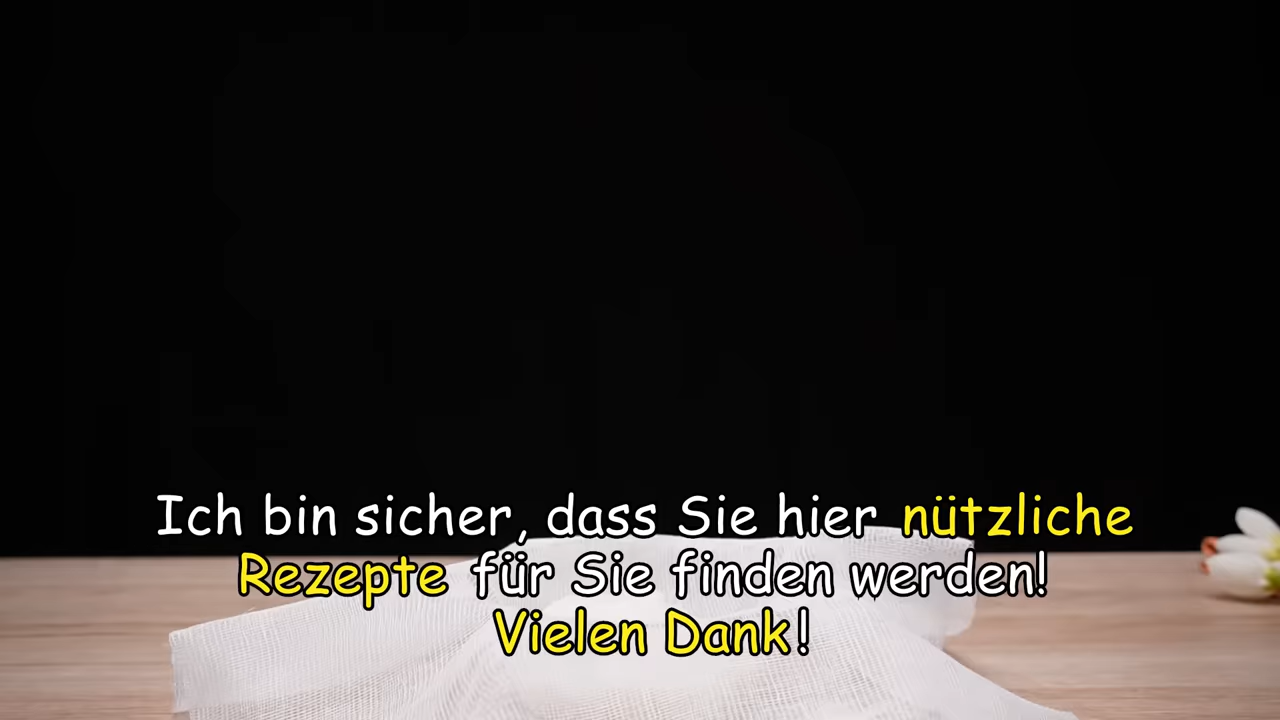 Ich bin sicher, dass Sie hier nützliche
Rezepte für Sie finden werden!
Vielen Dank!